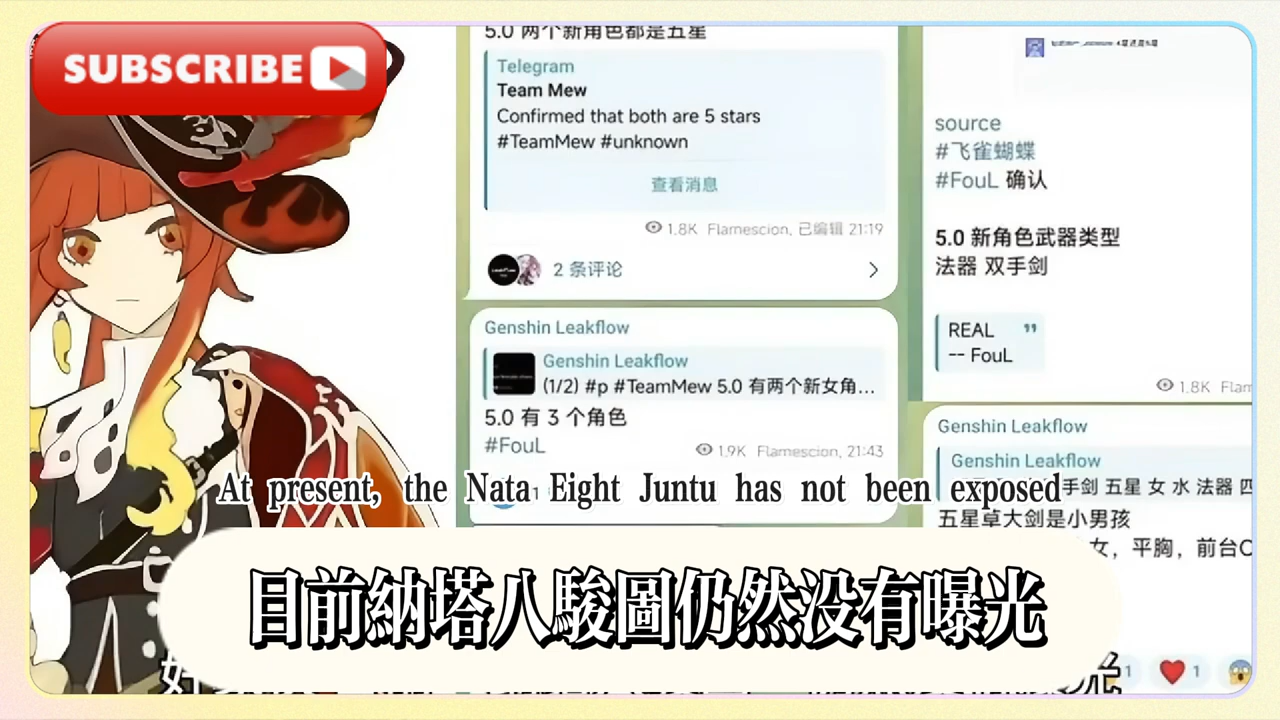 SUBSCRIBE
5.0 两个新角色都是五星
Telegram
Team Mew
Confirmed that both are 5 stars
#TeamMew #unknown
查看消息
1.8K Flamescion, 已编辑 21:19
2 条评论
Genshin Leakflow
Genshin Leakflow
(1/2) #p #TeamMew 5.0 有两个新女角...
5.0 有 3 个角色
#FouL
1.9K Flamescion, 21:43
source
#飞雀蝴蝶
#FouL 确认
5.0 新角色武器类型
法器 双手剑
REAL
-- FouL
1.8K Flam
Genshin Leakflow
Genshin Leakflow
手剑 五星 女 水 法器 四
五星草大剑是小男孩
女，平胸，前台C
1
1
At present, the Nata Eight Juntu has not been exposed
目前納塔八駿圖仍然没有曝光